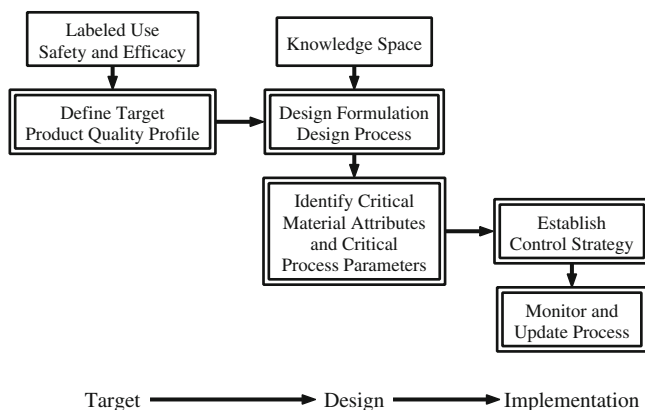 Labeled Use
Safety and Efficacy
Knowledge Space
Define Target
Product Quality Profile
Design Formulation
Design Process
Identify Critical
Material Attributes
and Critical
Process Parameters
Establish
Control Strategy
Monitor and
Update Process
Target
Design
Implementation